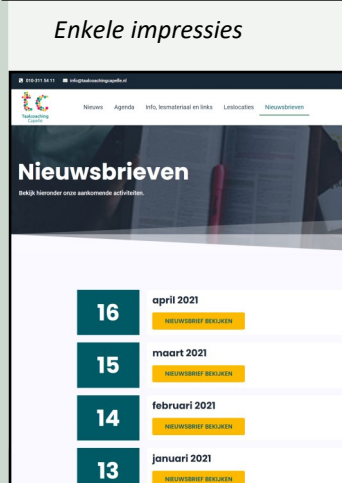 Enkele impressies
010-311 54 11 info@taalcoachingcapelle.nl
tc
Taalcoaching
Capelle
Nieuws Agenda Info, lesmateriaal en links Leslocaties Nieuwsbrieven
Nieuwsbrieven
Bekijk hieronder onze aankomende activiteiten.
16
april 2021
NIEUWSBRIEF BEKIJKEN
15
maart 2021
NIEUWSBRIEF BEKIJKEN
14
februari 2021
NIEUWSBRIEF BEKIJKEN
13
januari 2021
NIEUWSBRIEF BEKIJKEN